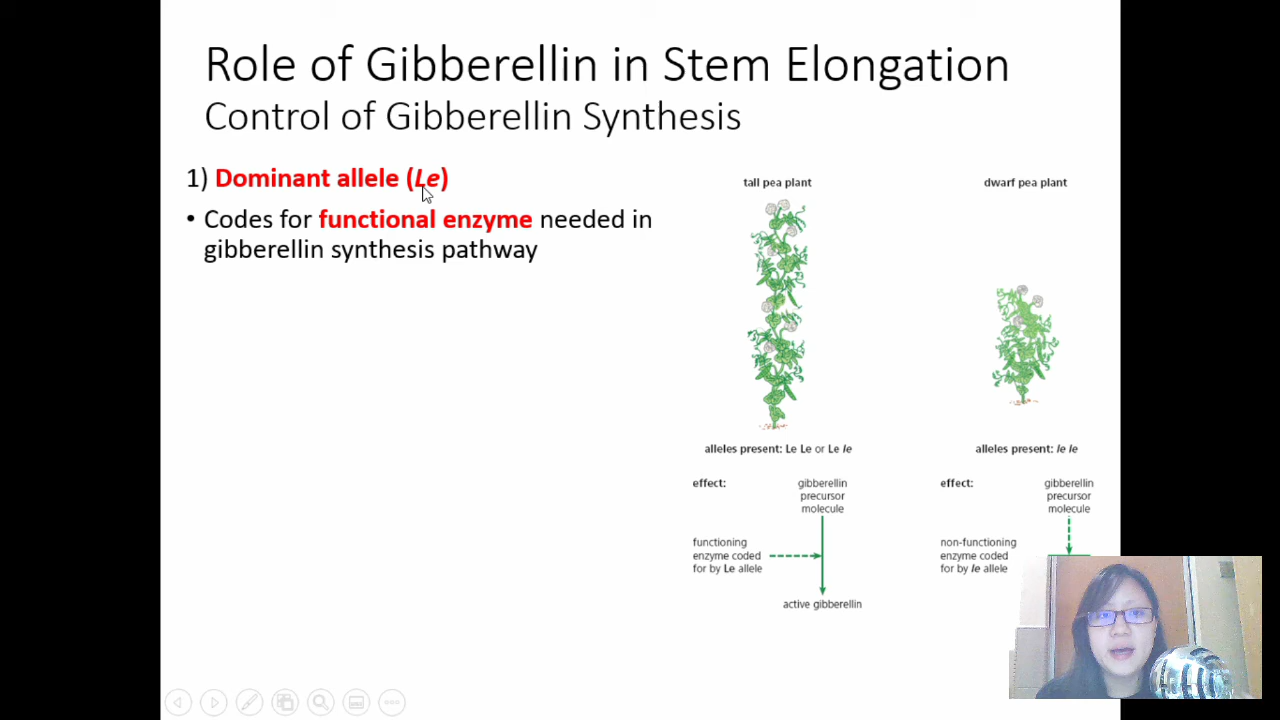 Role of Gibberellin in Stem Elongation
Control of Gibberellin Synthesis
1) Dominant allele (Le)
• Codes for functional enzyme needed in
gibberellin synthesis pathway
tall pea plant
alleles present: Le Le or Le le
effect:
gibberellin
precursor
molecule
functioning
enzyme coded
for by Le allele
active gibberellin
dwarf pea plant
alleles present: le le
effect:
gibberellin
precursor
molecule
non-functioning
enzyme coded
for by le allele